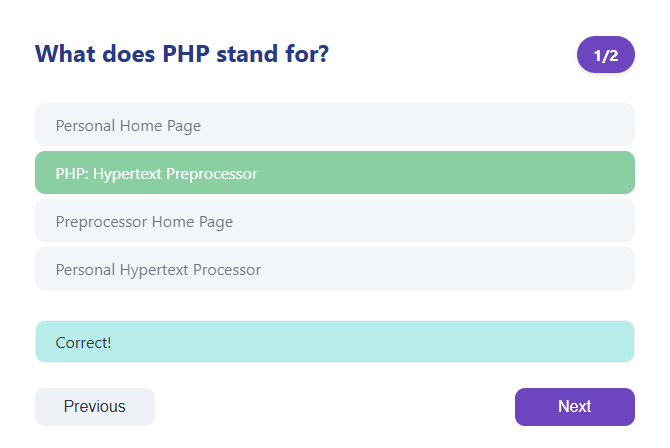 What does PHP stand for?
1/2
Personal Home Page
PHP: Hypertext Preprocessor
Preprocessor Home Page
Personal Hypertext Processor
Correct!
Previous
Next